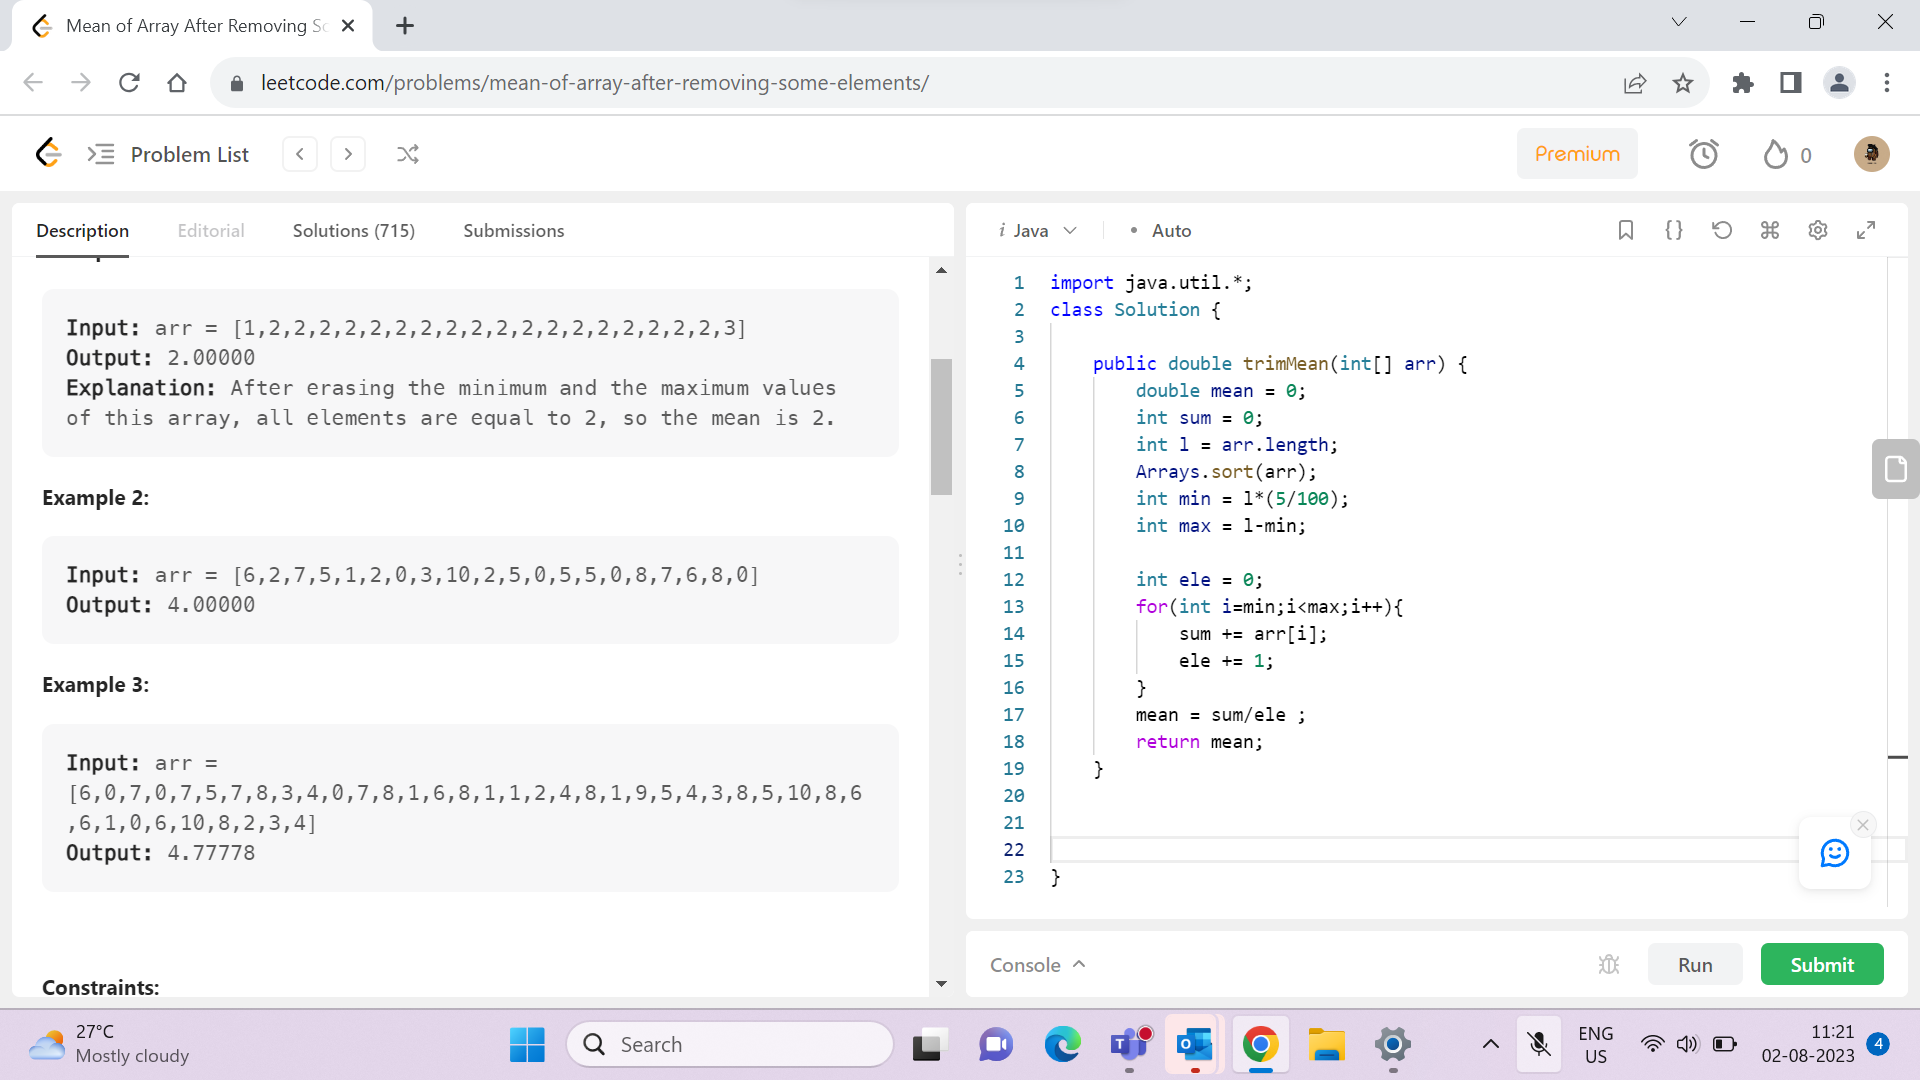 Mean of Array After Removing So
leetcode.com/problems/mean-of-array-after-removing-some-elements/
Problem List
Premium
0
Description
Editorial
Solutions (715)
Submissions
Input: arr = [1,2,2,2,2,2,2,2,2,2,2,2,2,2,2,2,2,2,2,3]
Output: 2.00000
Explanation: After erasing the minimum and the maximum values
of this array, all elements are equal to 2, so the mean is 2.
Example 2:
Input: arr = [6,2,7,5,1,2,0,3,10,2,5,0,5,5,0,8,7,6,8,0]
Output: 4.00000
Example 3:
Input: arr =
[6,0,7,0,7,5,7,8,3,4,0,7,8,1,6,8,1,1,2,4,8,1,9,5,4,3,8,5,10,8,6
,6,1,0,6,10,8,2,3,4]
Output: 4.77778
Constraints:
i Java
• Auto
1 import java.util.*;
2 class Solution {
3
4 public double trimMean(int[] arr) {
5 double mean = 0;
6 int sum = 0;
7 int l = arr.length;
8 Arrays.sort(arr);
9 int min = l*(5/100);
10 int max = l-min;
11
12 int ele = 0;
13 for(int i=min;i<max;i++){
14 sum += arr[i];
15 ele += 1;
16 }
17 mean = sum/ele ;
18 return mean;
19 }
20
21
22
23 }
Console
Run
Submit
27°C
Mostly cloudy
Search
ENG
US
11:21
02-08-2023
4